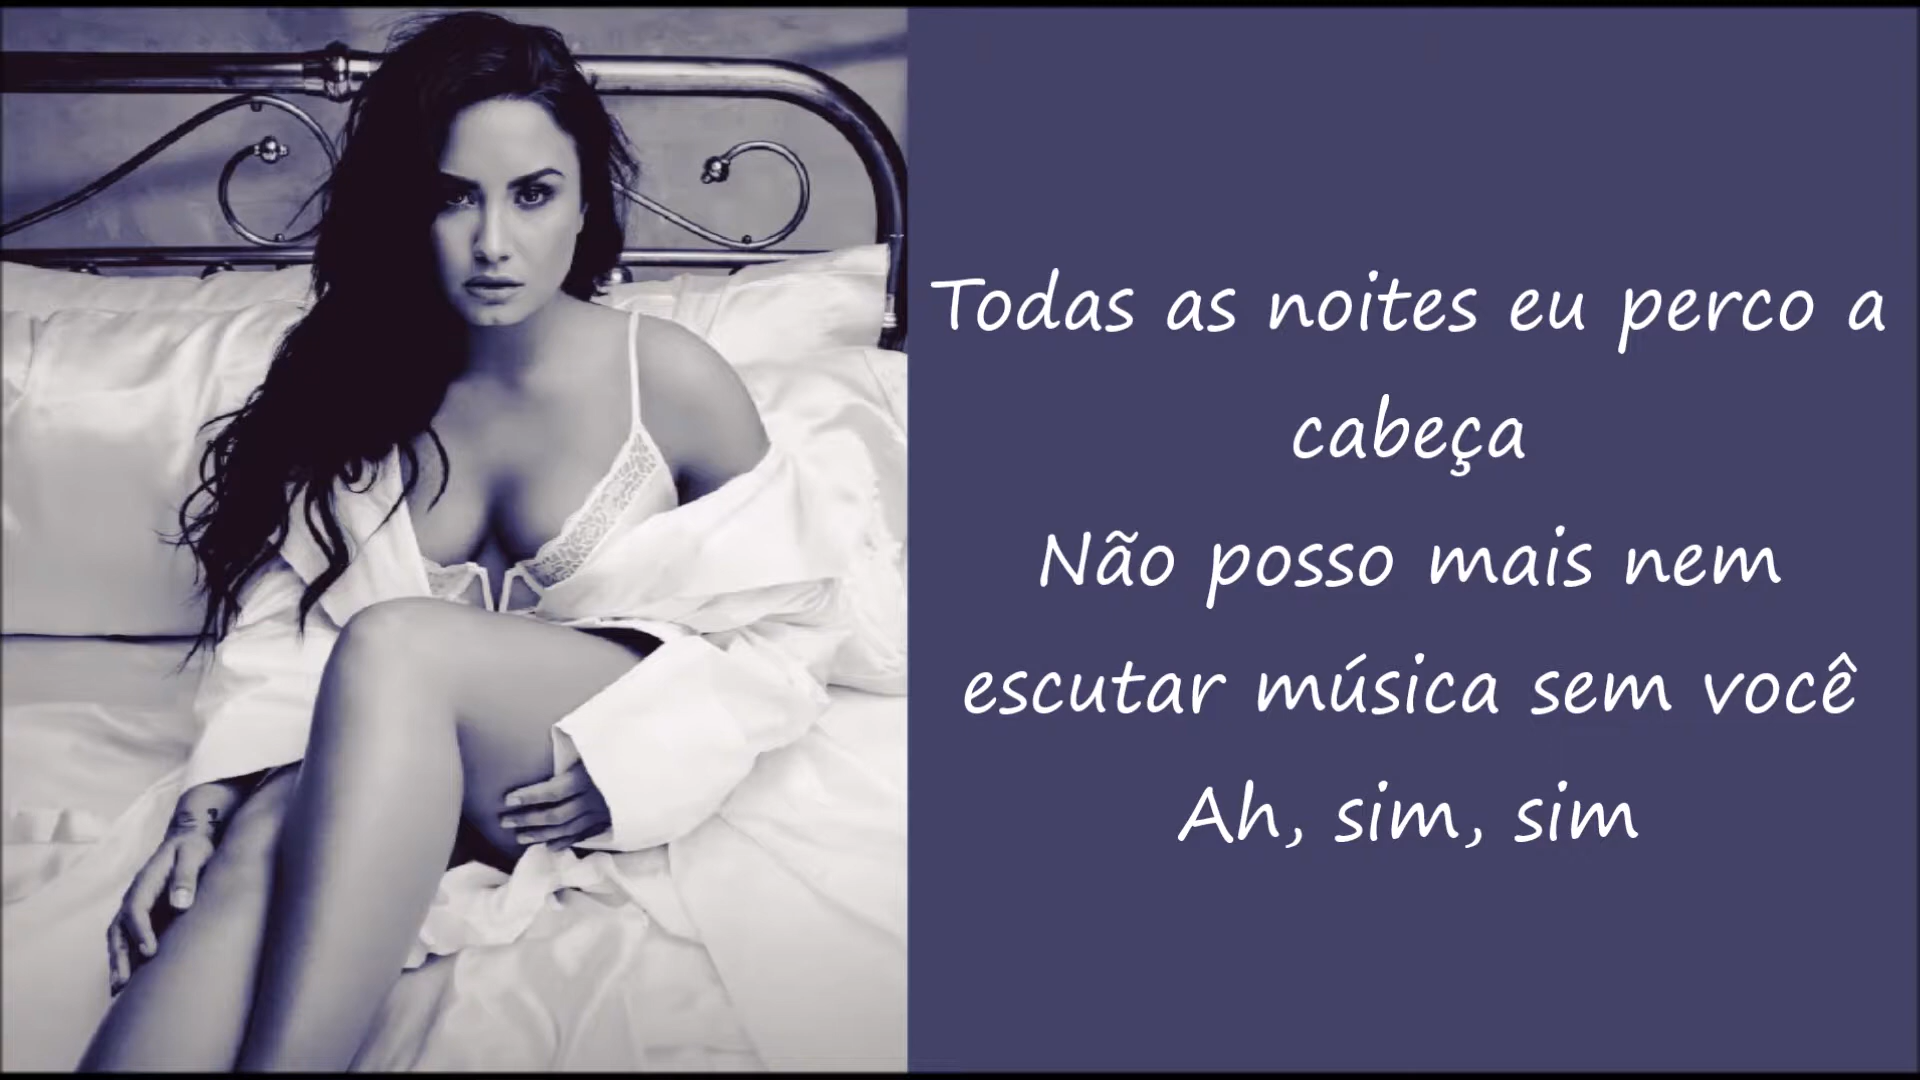 Todas as noites eu perco a
cabeça
Não posso mais nem
escutar música sem você
Ah, sim, sim